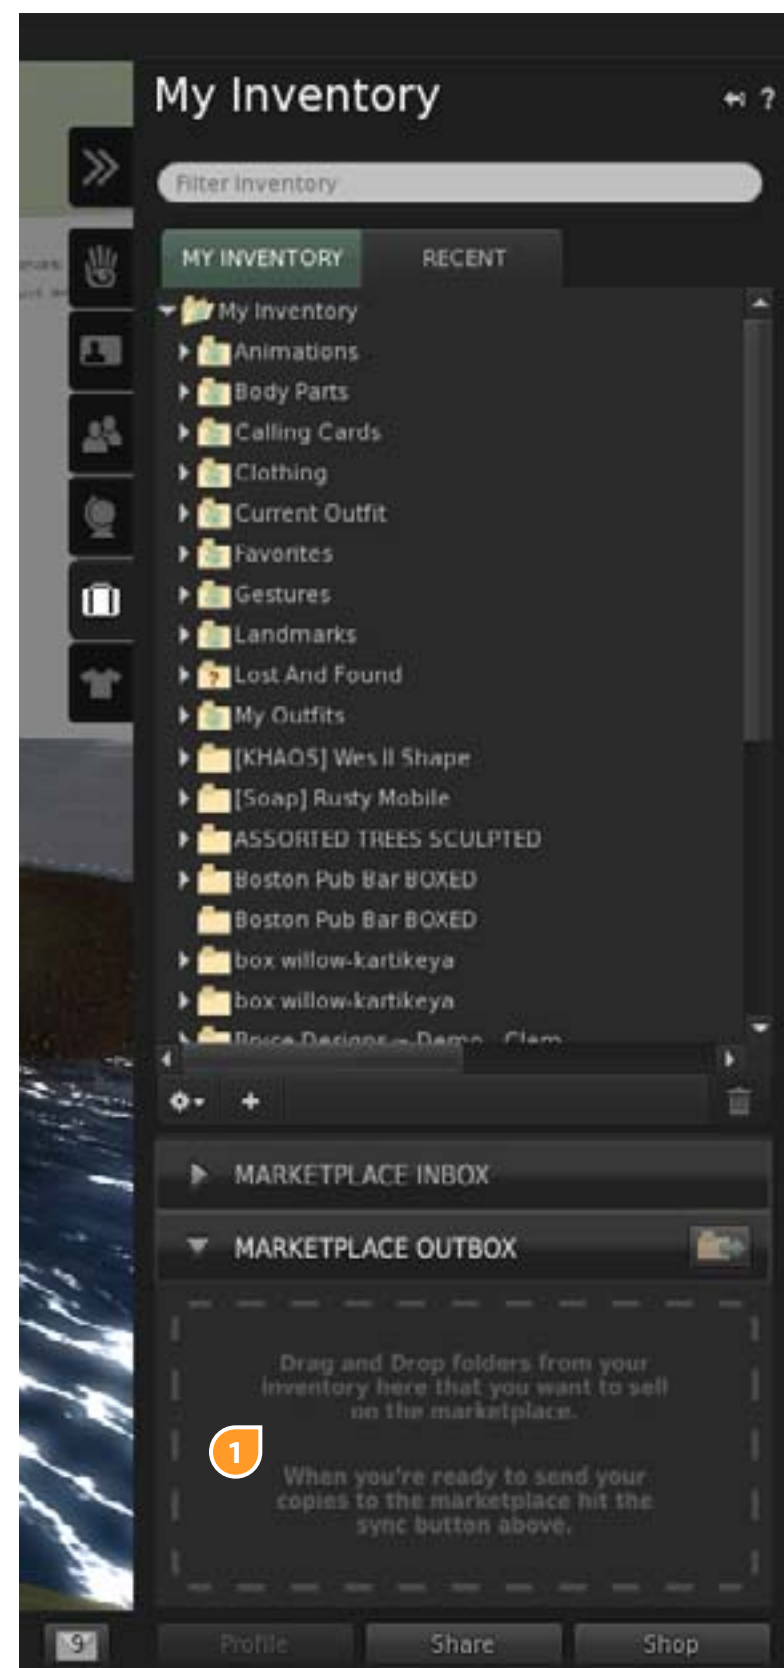 My Inventory
?
Filter Inventory
MY INVENTORY
RECENT
My Inventory
Animations
Body Parts
Calling Cards
Clothing
Current Outfit
Favorites
Gestures
Landmarks
? Lost And Found
My Outfits
[KHAOS] Wes II Shape
[Soap] Rusty Mobile
ASSORTED TREES SCULPTED
Boston Pub Bar BOXED
Boston Pub Bar BOXED
box willow-kartikeya
box willow-kartikeya
Bryce Designs - Demo
MARKETPLACE INBOX
MARKETPLACE OUTBOX
Drag and Drop folders from your
inventory here that you want to sell
on the marketplace.
1
When you're ready to send your
copies to the marketplace hit the
sync button above.
9
Profile
Share
Shop